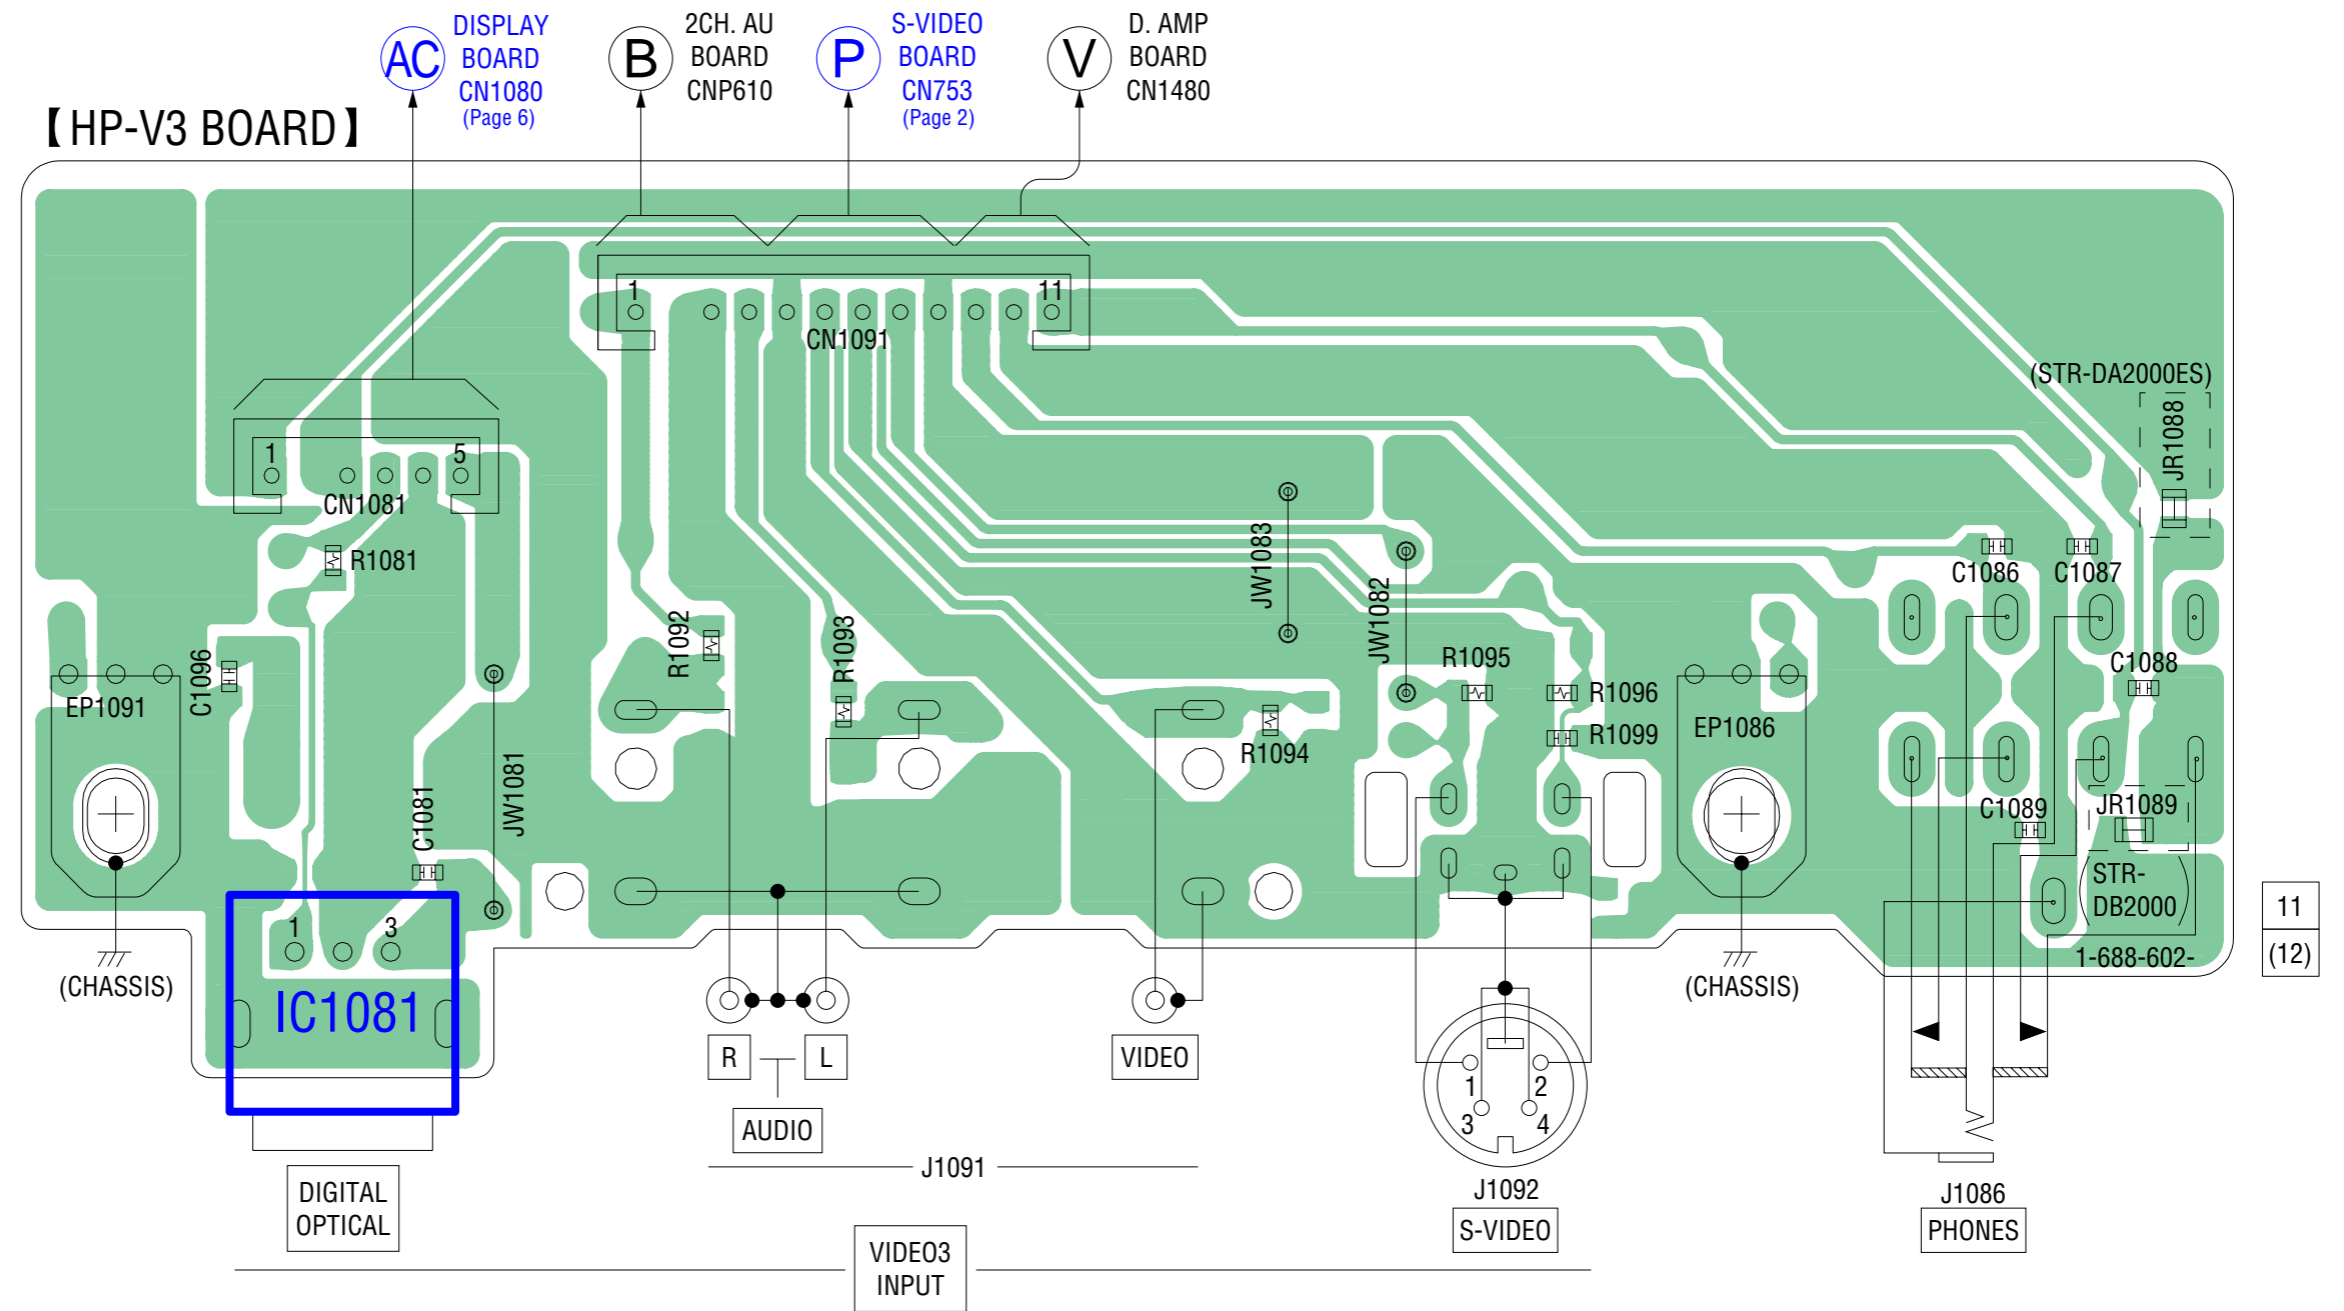 AC
DISPLAY
BOARD
CN1080
(Page 6)
B
2CH. AU
BOARD
CNP610
P
S-VIDEO
BOARD
CN753
(Page 2)
V
D. AMP
BOARD
CN1480
【HP-V3 BOARD】
1
11
CN1091
(STR-DA2000ES)
JR1088
1
5
CN1081
R1081
JW1083
JW1082
C1086
C1087
R1092
R1093
R1095
C1096
EP1091
R1096
R1099
R1094
EP1086
C1088
C1081
JW1081
C1089
JR1089
STR-
DB2000
1
3
IC1081
(CHASSIS)
(CHASSIS)
1-688-602-
11
(12)
R
L
AUDIO
VIDEO
1
2
3
4
J1091
DIGITAL
OPTICAL
J1092
S-VIDEO
J1086
PHONES
VIDEO3
INPUT